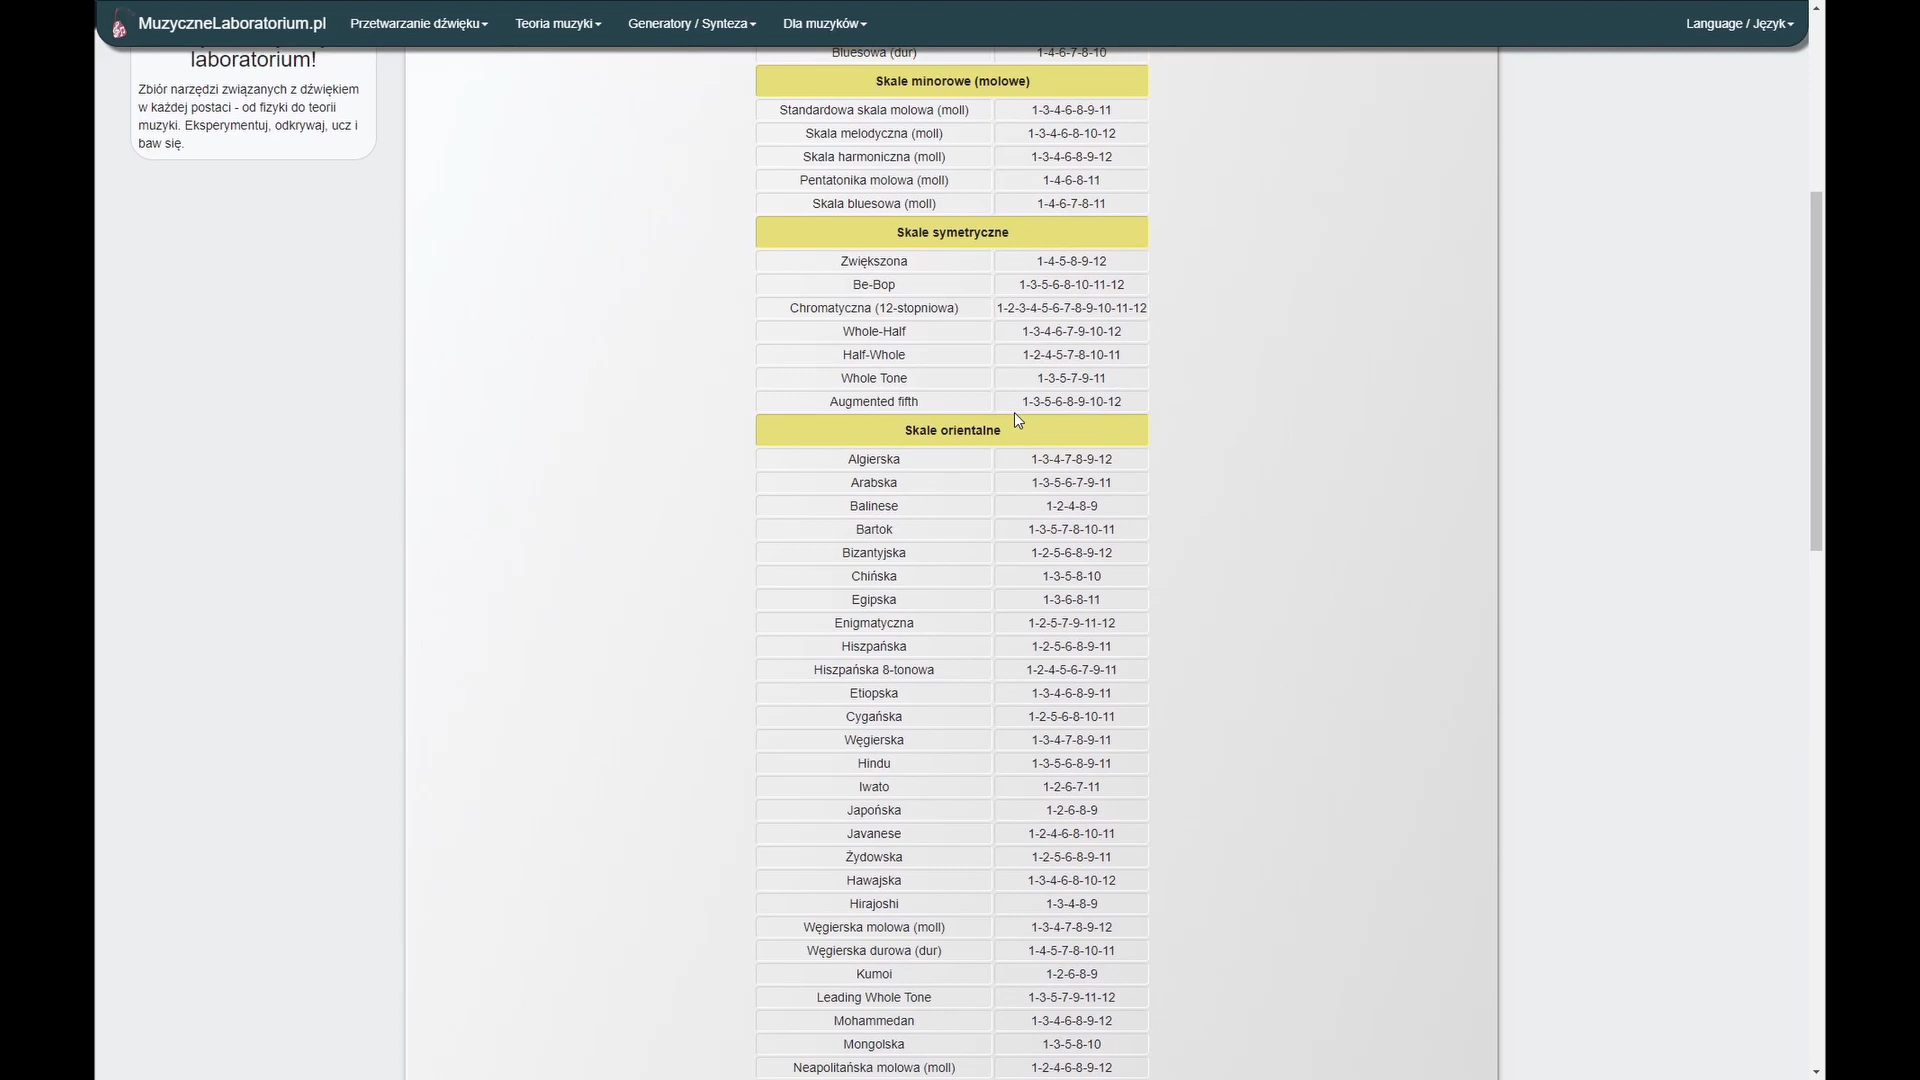 MuzyczneLaboratorium.pl Przetwarzanie dźwięku Teoria muzyki Generatory / Synteza Dla muzyków Language / Język
laboratorium!
Zbiór narzędzi związanych z dźwiękiem
w każdej postaci - od fizyki do teorii
muzyki. Eksperymentuj, odkrywaj, ucz i
baw się.
Bluesowa (dur) 1-4-6-7-8-10
Skale minorowe (molowe)
Standardowa skala molowa (moll) 1-3-4-6-8-9-11
Skala melodyczna (moll) 1-3-4-6-8-10-12
Skala harmoniczna (moll) 1-3-4-6-8-9-12
Pentatonika molowa (moll) 1-4-6-8-11
Skala bluesowa (moll) 1-4-6-7-8-11
Skale symetryczne
Zwiększona 1-4-5-8-9-12
Be-Bop 1-3-5-6-8-10-11-12
Chromatyczna (12-stopniowa) 1-2-3-4-5-6-7-8-9-10-11-12
Whole-Half 1-3-4-6-7-9-10-12
Half-Whole 1-2-4-5-7-8-10-11
Whole Tone 1-3-5-7-9-11
Augmented fifth 1-3-5-6-8-9-10-12
Skale orientalne
Algierska 1-3-4-7-8-9-12
Arabska 1-3-5-6-7-9-11
Balinese 1-2-4-8-9
Bartok 1-3-5-7-8-10-11
Bizantyjska 1-2-5-6-8-9-12
Chińska 1-3-5-8-10
Egipska 1-3-6-8-11
Enigmatyczna 1-2-5-7-9-11-12
Hiszpańska 1-2-5-6-8-9-11
Hiszpańska 8-tonowa 1-2-4-5-6-7-9-11
Etiopska 1-3-4-6-8-9-11
Cygańska 1-2-5-6-8-10-11
Węgierska 1-3-4-7-8-9-11
Hindu 1-3-5-6-8-9-11
Iwato 1-2-6-7-11
Japońska 1-2-6-8-9
Javanese 1-2-4-6-8-10-11
Żydowska 1-2-5-6-8-9-11
Hawajska 1-3-4-6-8-10-12
Hirajoshi 1-3-4-8-9
Węgierska molowa (moll) 1-3-4-7-8-9-12
Węgierska durowa (dur) 1-4-5-7-8-10-11
Kumoi 1-2-6-8-9
Leading Whole Tone 1-3-5-7-9-11-12
Mohammedan 1-3-4-6-8-9-12
Mongolska 1-3-5-8-10
Neapolitańska molowa (moll) 1-2-4-6-8-9-12